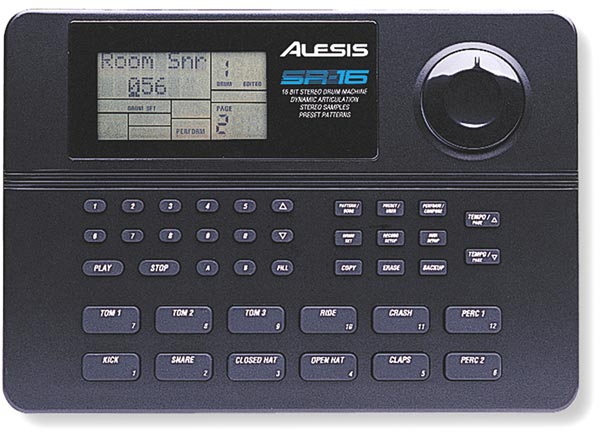 Room Snr
056
1
DRUM EDITED
DRUM SET
PERFORM
PAGE
2
ALESIS
SR-16
16 BIT STEREO DRUM MACHINE
DYNAMIC ARTICULATION
STEREO SAMPLES
PRESET PATTERNS
1 2 3 4 5 △
6 7 8 9 0 ▽
PLAY STOP A B FILL
PATTERN/
SONG
PRESET/
USER
PERFORM/
COMPOSE
TEMPO/
PAGE △
DRUM
SET
RECORD
SETUP
MIDI
SETUP
TEMPO/
PAGE ▽
COPY ERASE BACKUP
TOM 1 TOM 2 TOM 3 RIDE CRASH PERC 1
7 8 9 10 11 12
KICK SNARE CLOSED HAT OPEN HAT CLAPS PERC 2
1 2 3 4 5 6